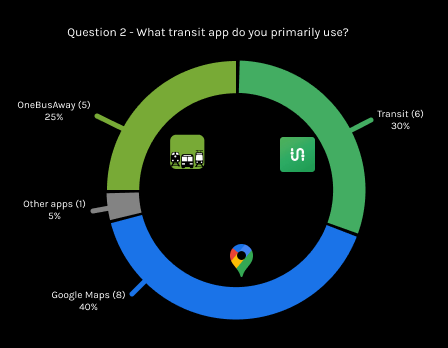 Question 2 - What transit app do you primarily use?
OneBusAway (5)
25%
Transit (6)
30%
Other apps (1)
5%
Google Maps (8)
40%